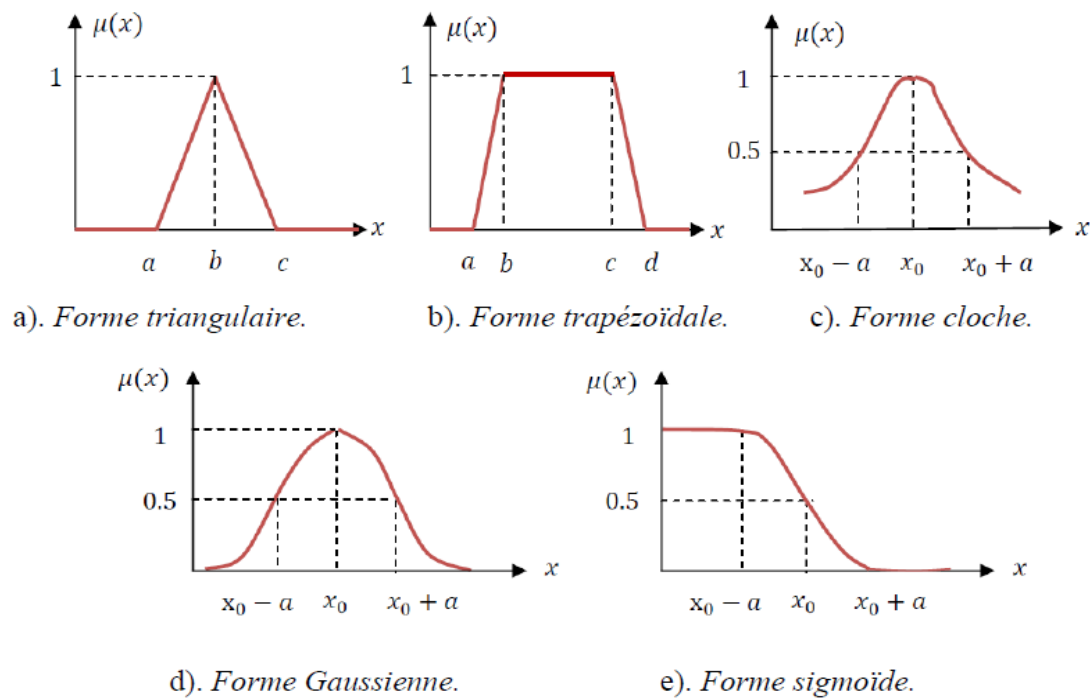 μ(x) μ(x) μ(x)
1 1 1
0.5
x x x
a b c a b c d x₀ − a x₀ x₀ + a
a). Forme triangulaire. b). Forme trapézoïdale. c). Forme cloche.
μ(x) μ(x)
1 1
0.5 0.5
x x
x₀ − a x₀ x₀ + a x₀ − a x₀ x₀ + a
d). Forme Gaussienne. e). Forme sigmoïde.